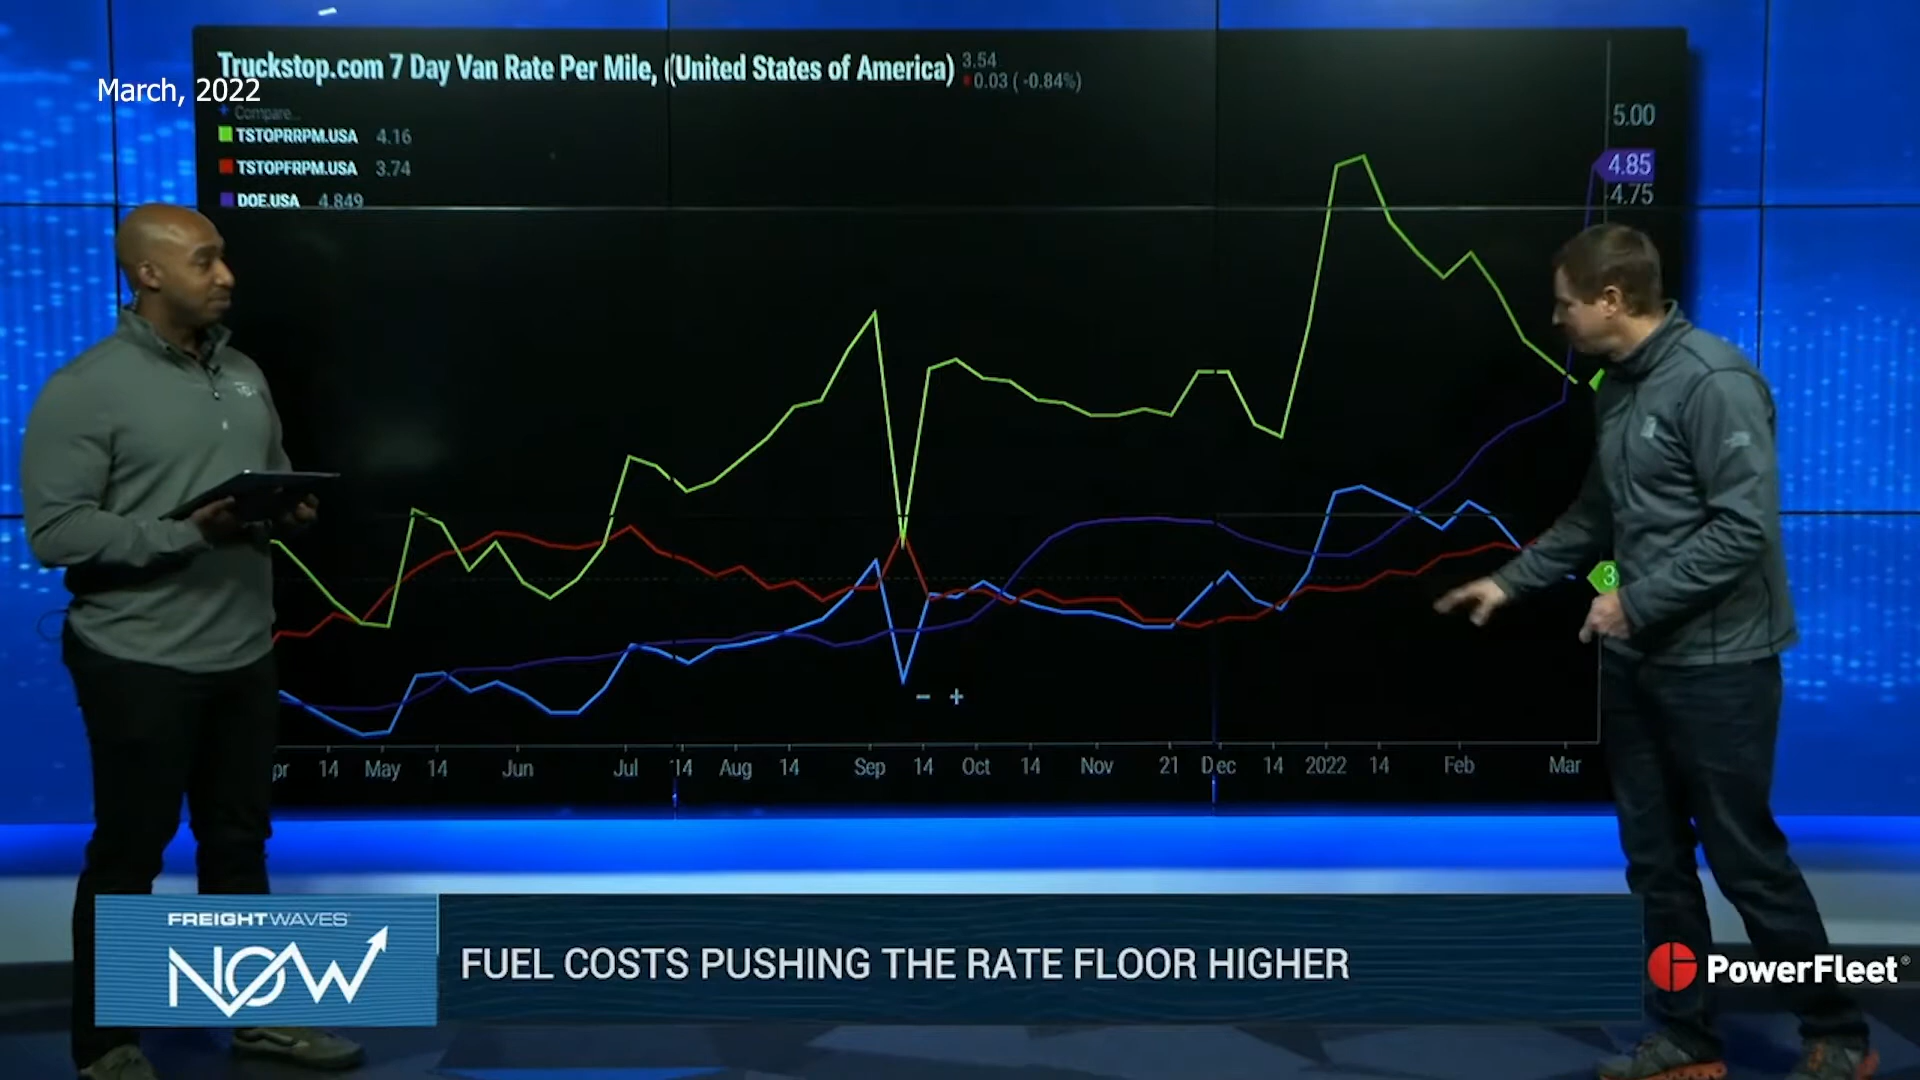 Truckstop.com 7 Day Van Rate Per Mile, (United States of America) 3.54
0.03 ( -0.84%)
March, 2022
+ Compare...
TSTOPRRPM.USA 4.16
TSTOPFRPM.USA 3.74
DOE.USA 4.849
5.00
4.85
4.75
3
− +
pr 14 May 14 Jun Jul 14 Aug 14 Sep 14 Oct 14 Nov 21 Dec 14 2022 14 Feb Mar
FREIGHTWAVES
NOW
FUEL COSTS PUSHING THE RATE FLOOR HIGHER
PowerFleet®